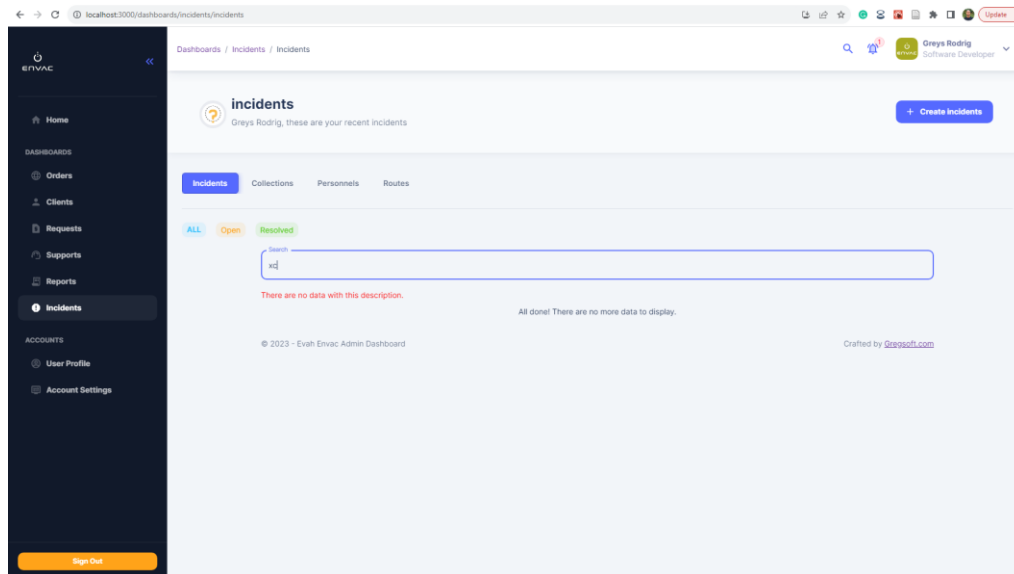 localhost:3000/dashboards/incidents/incidents
Update
ENVAC
«
Home
DASHBOARDS
Orders
Clients
Requests
Supports
Reports
Incidents
ACCOUNTS
User Profile
Account Settings
Sign Out
Dashboards / Incidents / Incidents
1
ENVAC
Greys Rodrig
Software Developer
?
incidents
Greys Rodrig, these are your recent incidents
+ Create incidents
Incidents Collections Personnels Routes
ALL Open Resolved
Search
xc
There are no data with this description.
All done! There are no more data to display.
© 2023 - Evah Envac Admin Dashboard
Crafted by Gregsoft.com